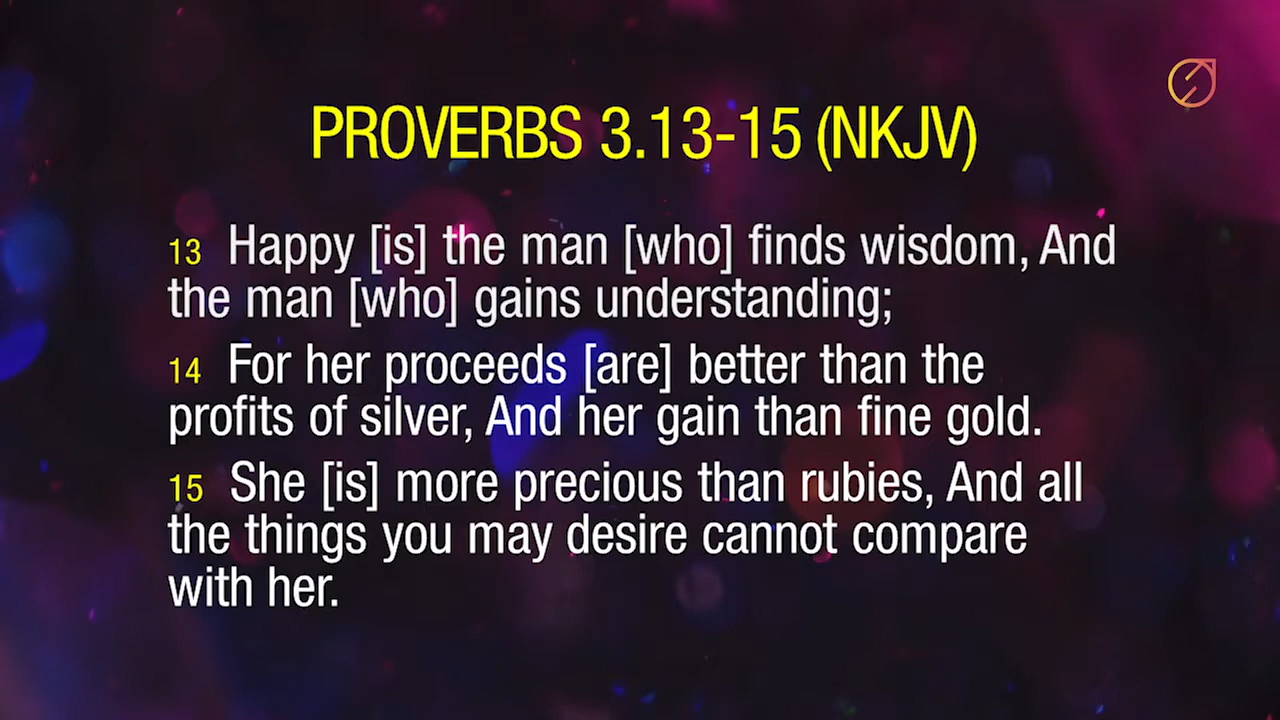 PROVERBS 3.13-15 (NKJV)
13 Happy [is] the man [who] finds wisdom, And
the man [who] gains understanding;
14 For her proceeds [are] better than the
profits of silver, And her gain than fine gold.
15 She [is] more precious than rubies, And all
the things you may desire cannot compare
with her.